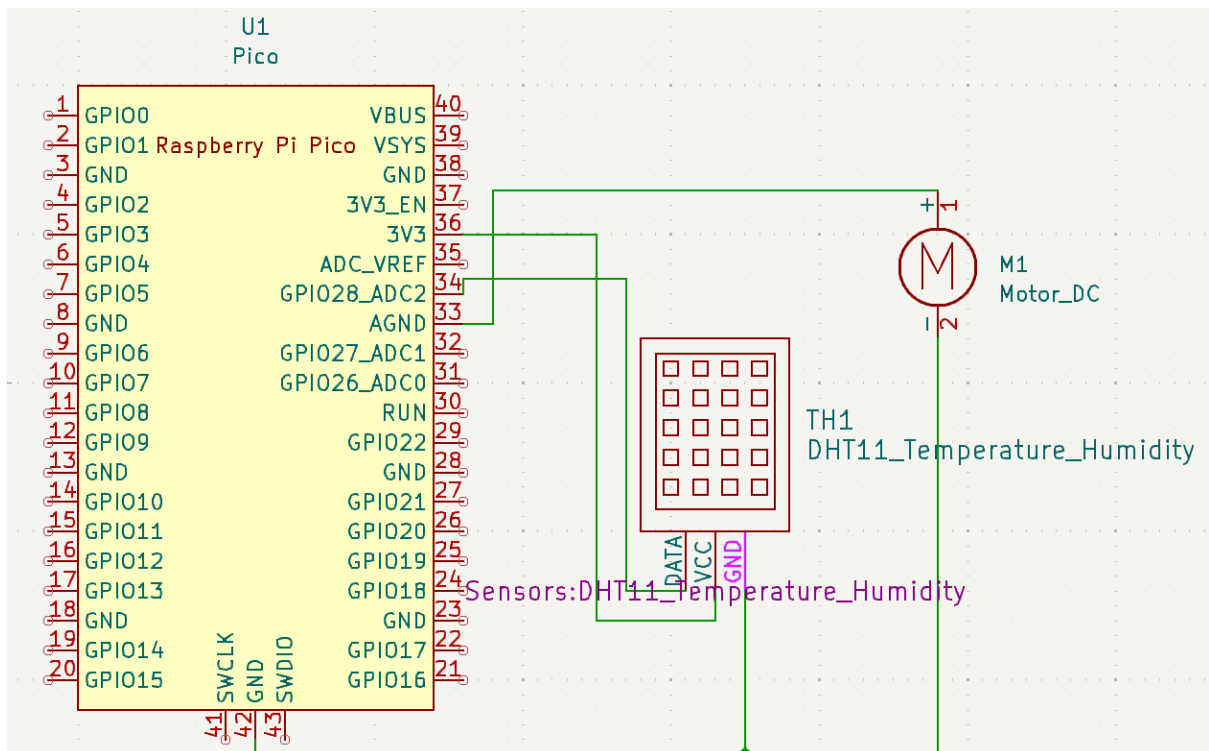 U1
Pico
1 GPIO0 VBUS 40
2 GPIO1 Raspberry Pi Pico VSYS 39
3 GND GND 38
4 GPIO2 3V3_EN 37
5 GPIO3 3V3 36
6 GPIO4 ADC_VREF 35
7 GPIO5 GPIO28_ADC2 34
8 GND AGND 33
9 GPIO6 GPIO27_ADC1 32
10 GPIO7 GPIO26_ADC0 31
11 GPIO8 RUN 30
12 GPIO9 GPIO22 29
13 GND GND 28
14 GPIO10 GPIO21 27
15 GPIO11 GPIO20 26
16 GPIO12 GPIO19 25
17 GPIO13 GPIO18 24
18 GND GND 23
19 GPIO14 GPIO17 22
20 GPIO15 GPIO16 21
SWCLK GND SWDIO
41 42 43
+ 1
M
M1
Motor_DC
- 2
TH1
DHT11_Temperature_Humidity
DATA VCC GND
Sensors:DHT11_Temperature_Humidity